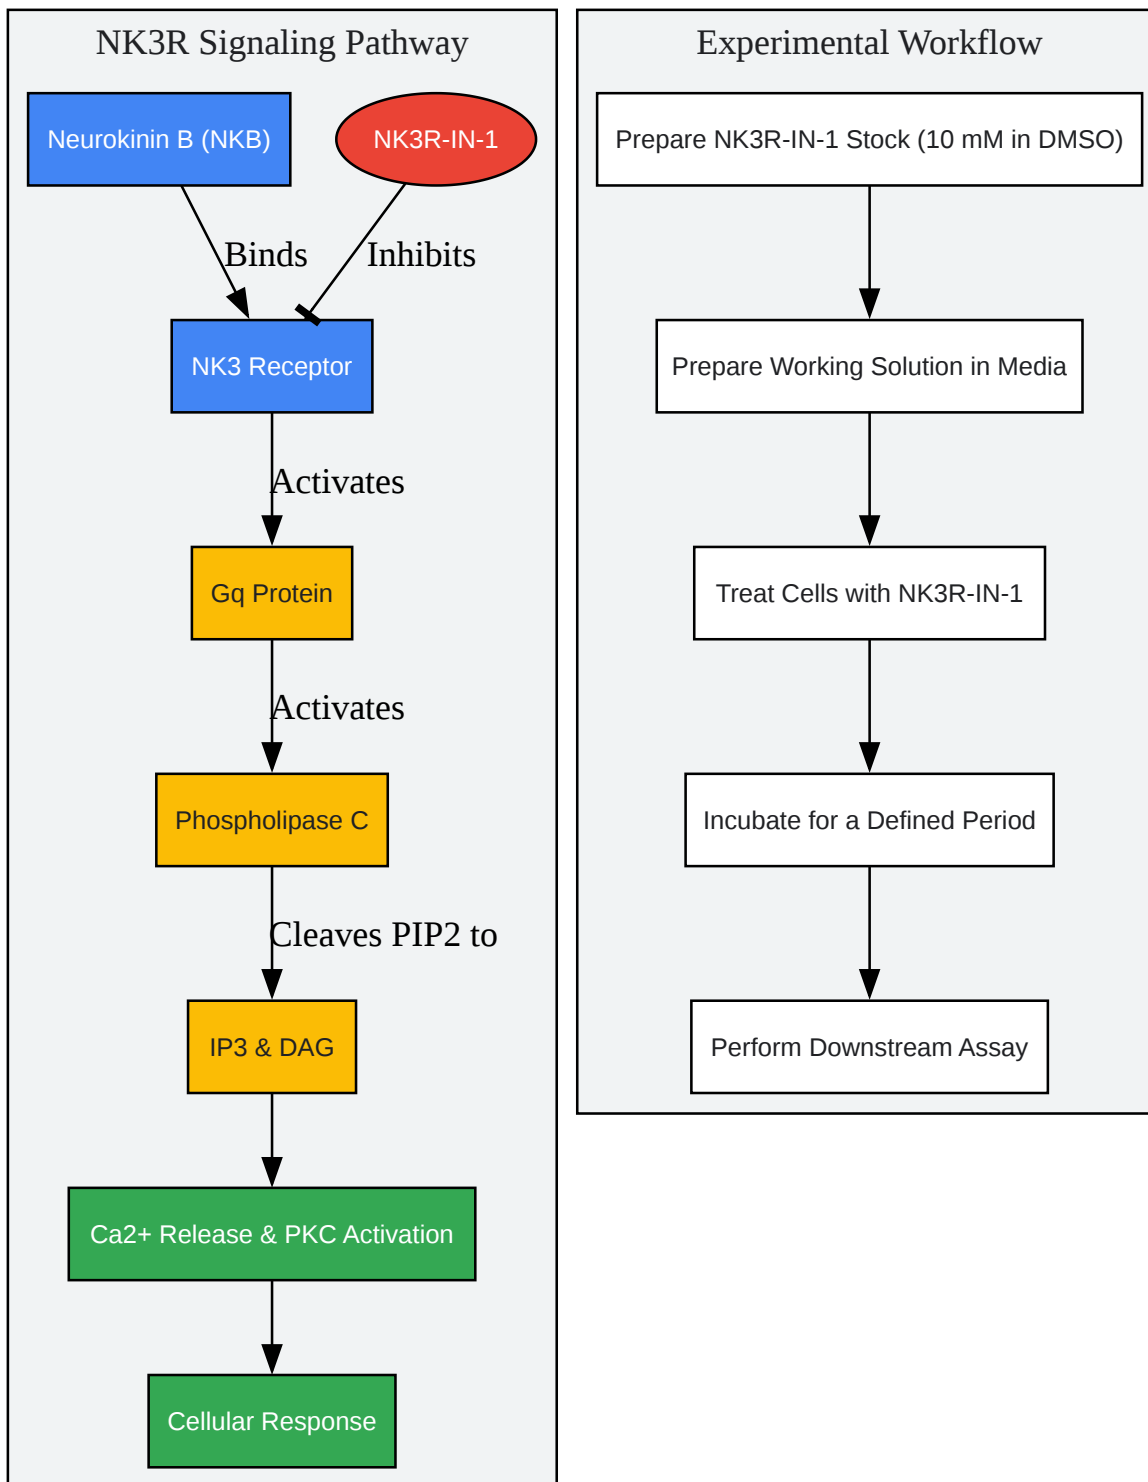 NK3R Signaling Pathway
Neurokinin B (NKB)
NK3R-IN-1
Binds
Inhibits
NK3 Receptor
Activates
Gq Protein
Activates
Phospholipase C
Cleaves PIP2 to
IP3 & DAG
Ca2+ Release & PKC Activation
Cellular Response
Experimental Workflow
Prepare NK3R-IN-1 Stock (10 mM in DMSO)
Prepare Working Solution in Media
Treat Cells with NK3R-IN-1
Incubate for a Defined Period
Perform Downstream Assay